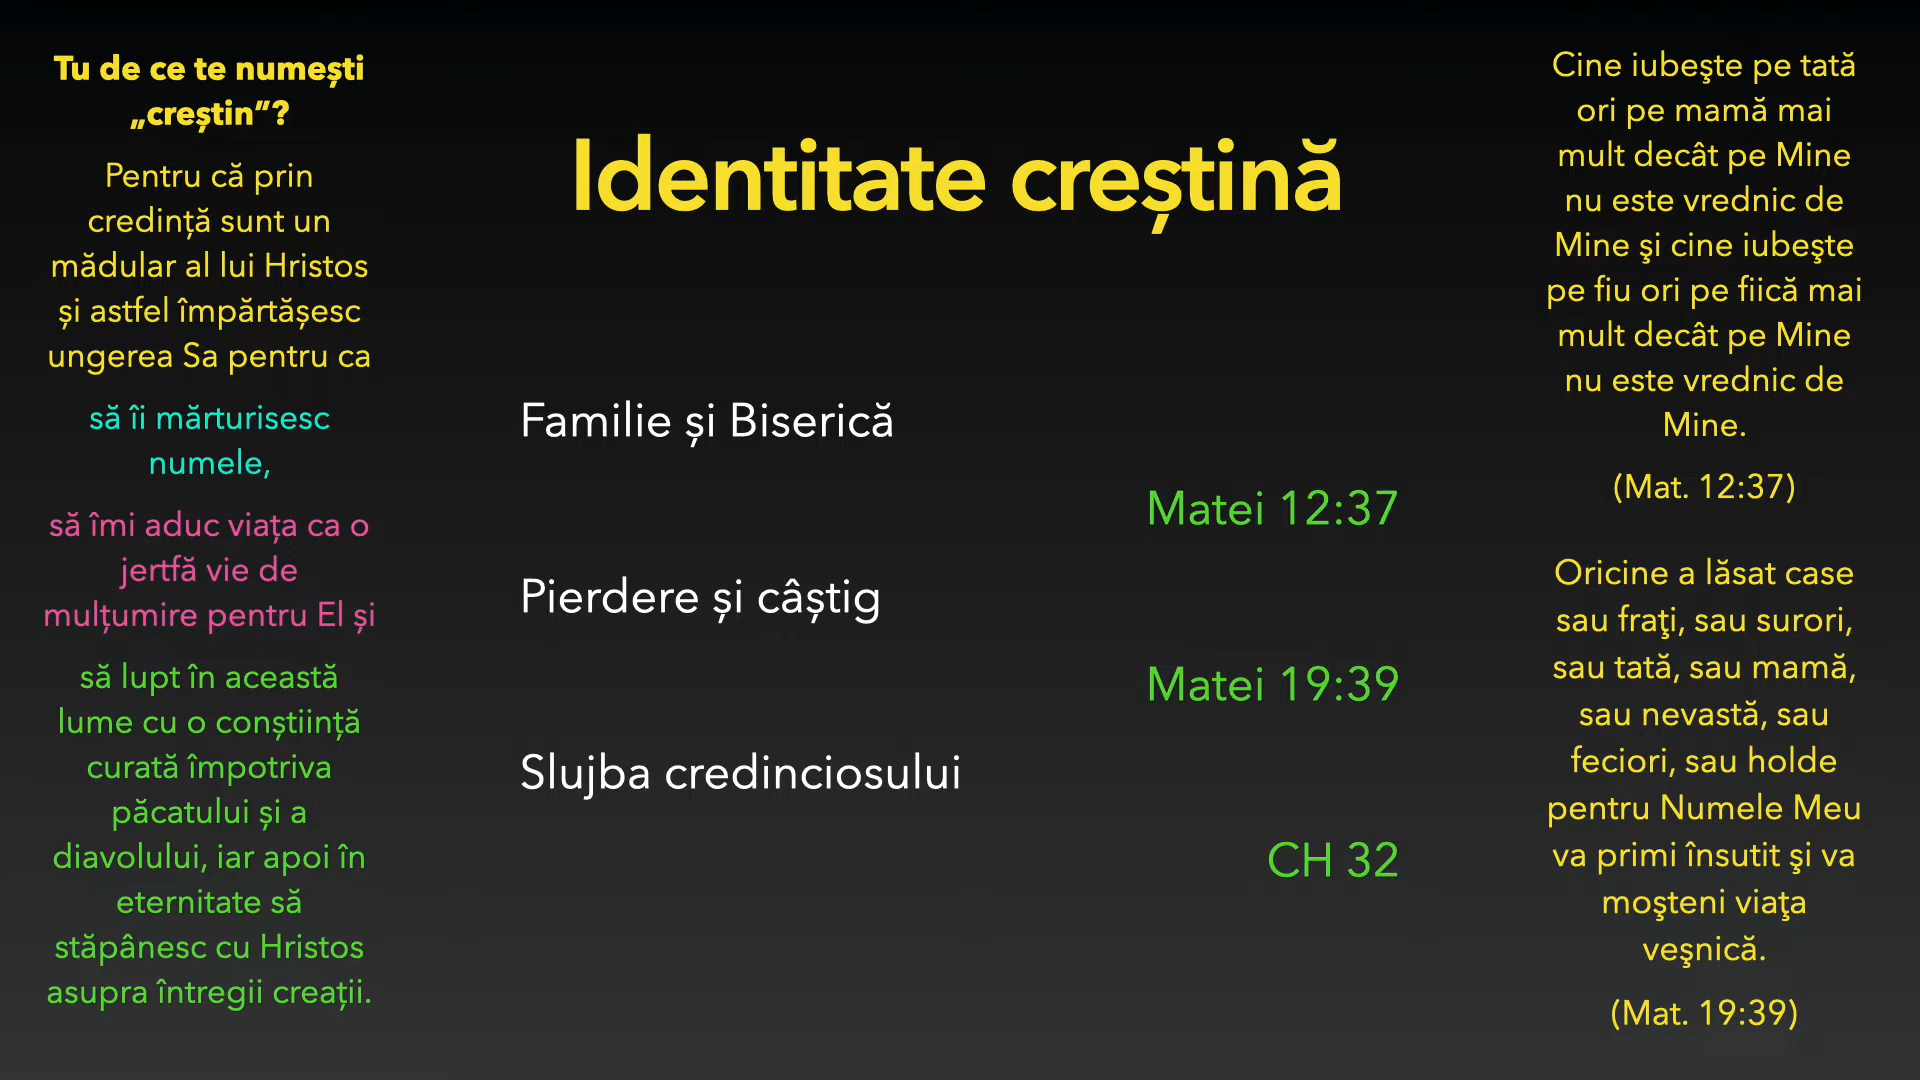 Tu de ce te numești
„creștin”?
Pentru că prin
credință sunt un
mădular al lui Hristos
și astfel împărtășesc
ungerea Sa pentru ca
să îi mărturisesc
numele,
să îmi aduc viața ca o
jertfă vie de
mulțumire pentru El și
să lupt în această
lume cu o conștiință
curată împotriva
păcatului și a
diavolului, iar apoi în
eternitate să
stăpânesc cu Hristos
asupra întregii creații.
Identitate creștină
Familie și Biserică
Matei 12:37
Pierdere și câștig
Matei 19:39
Slujba credinciosului
CH 32
Cine iubeşte pe tată
ori pe mamă mai
mult decât pe Mine
nu este vrednic de
Mine şi cine iubeşte
pe fiu ori pe fiică mai
mult decât pe Mine
nu este vrednic de
Mine.
(Mat. 12:37)
Oricine a lăsat case
sau fraţi, sau surori,
sau tată, sau mamă,
sau nevastă, sau
feciori, sau holde
pentru Numele Meu
va primi însutit şi va
moşteni viaţa
veşnică.
(Mat. 19:39)